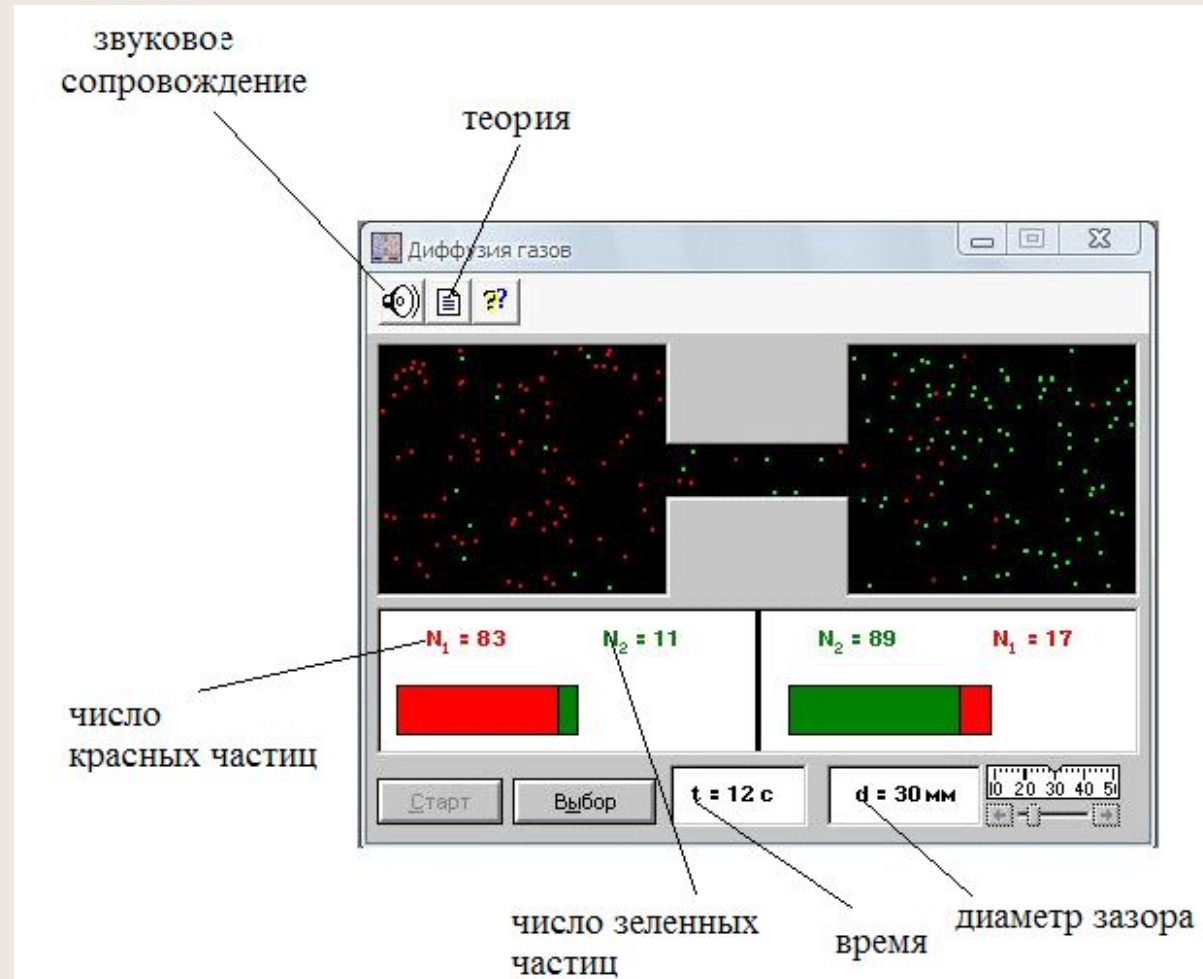 звуковое
сопровождение
теория
Диффузия газов
??
N₁ = 83
N₂ = 11
N₂ = 89
N₁ = 17
число
красных частиц
Старт
Выбор
t = 12 с
d = 30 мм
10 20 30 40 50
число зеленных
частиц
время
диаметр зазора